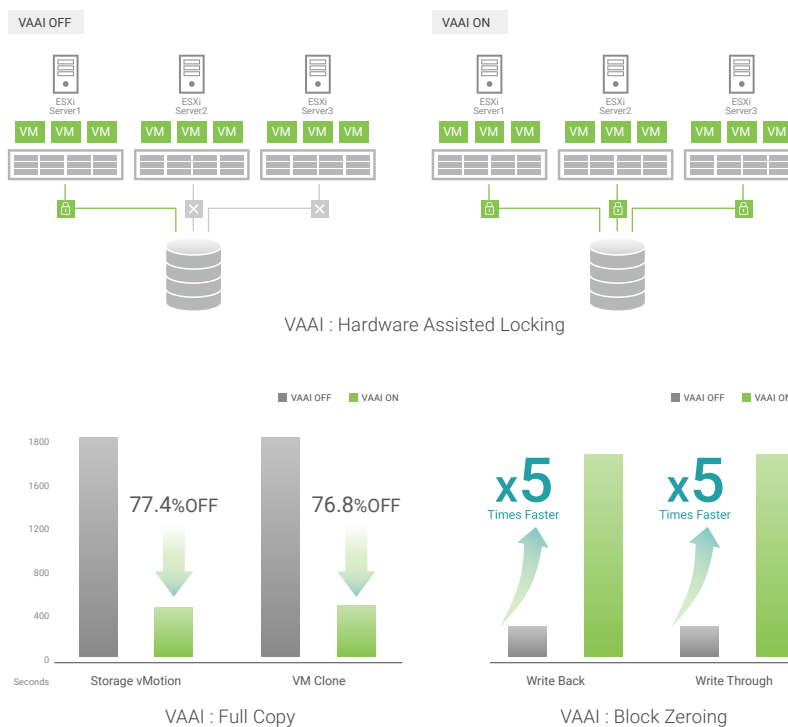 VAAI OFF
VAAI ON
ESXi
Server1
ESXi
Server2
ESXi
Server3
ESXi
Server1
ESXi
Server2
ESXi
Server3
VM VM VM
VM VM VM
VM VM VM
VM VM VM
VM VM VM
VM VM VM
VAAI : Hardware Assisted Locking
VAAI OFF VAAI ON
1800
1600
1200
800
400
0
Seconds
77.4%OFF
76.8%OFF
Storage vMotion
VM Clone
VAAI : Full Copy
VAAI OFF VAAI ON
x5
Times Faster
x5
Times Faster
Write Back
Write Through
VAAI : Block Zeroing